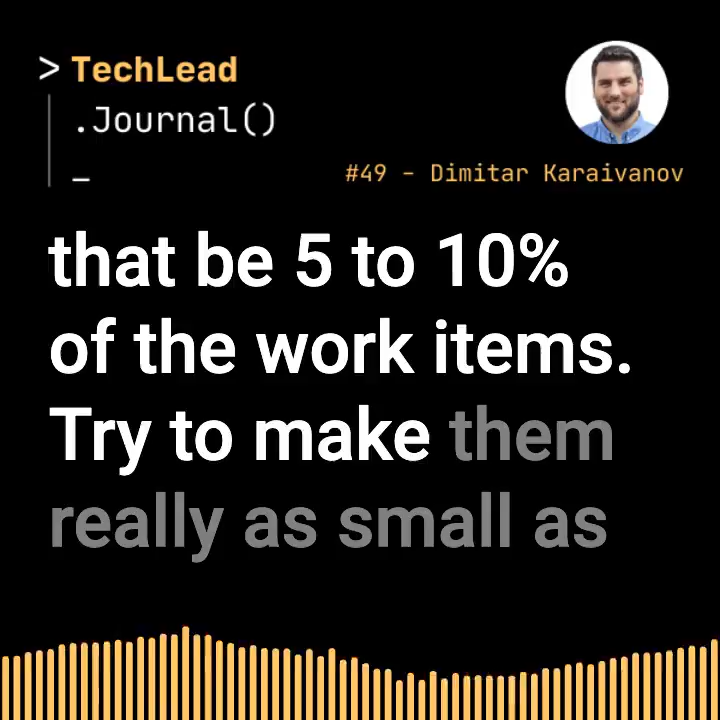 > TechLead
.Journal()
_
#49 - Dimitar Karaivanov
that be 5 to 10%
of the work items.
Try to make them
really as small as